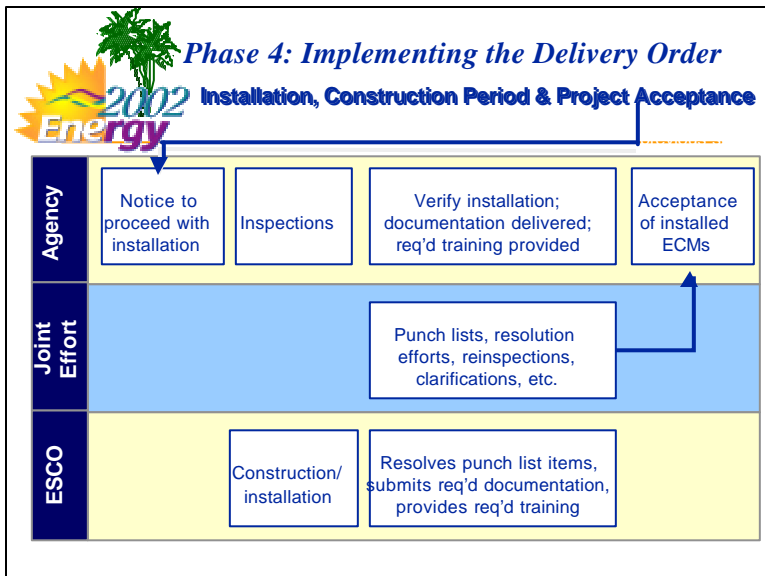 Phase 4: Implementing the Delivery Order
2002
Energy
Installation, Construction Period & Project Acceptance
Agency
Notice to
proceed with
installation
Inspections
Verify installation;
documentation delivered;
req'd training provided
Acceptance
of installed
ECMs
Joint
Effort
Punch lists, resolution
efforts, reinspections,
clarifications, etc.
ESCO
Construction/
installation
Resolves punch list items,
submits req'd documentation,
provides req'd training